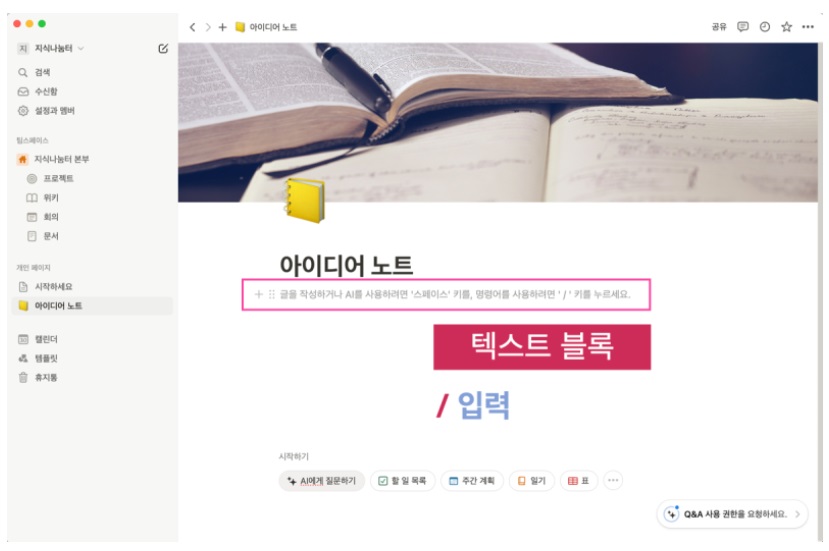 지 지식나눔터
검색
수신함
설정과 멤버
팀스페이스
지식나눔터 본부
프로젝트
위키
회의
문서
개인 페이지
시작하세요
아이디어 노트
캘린더
템플릿
휴지통
아이디어 노트
공유
아이디어 노트
글을 작성하거나 AI를 사용하려면 '스페이스' 키를, 명령어를 사용하려면 ' / ' 키를 누르세요.
텍스트 블록
/ 입력
시작하기
AI에게 질문하기 할 일 목록 주간 계획 일기 표
Q&A 사용 권한을 요청하세요.